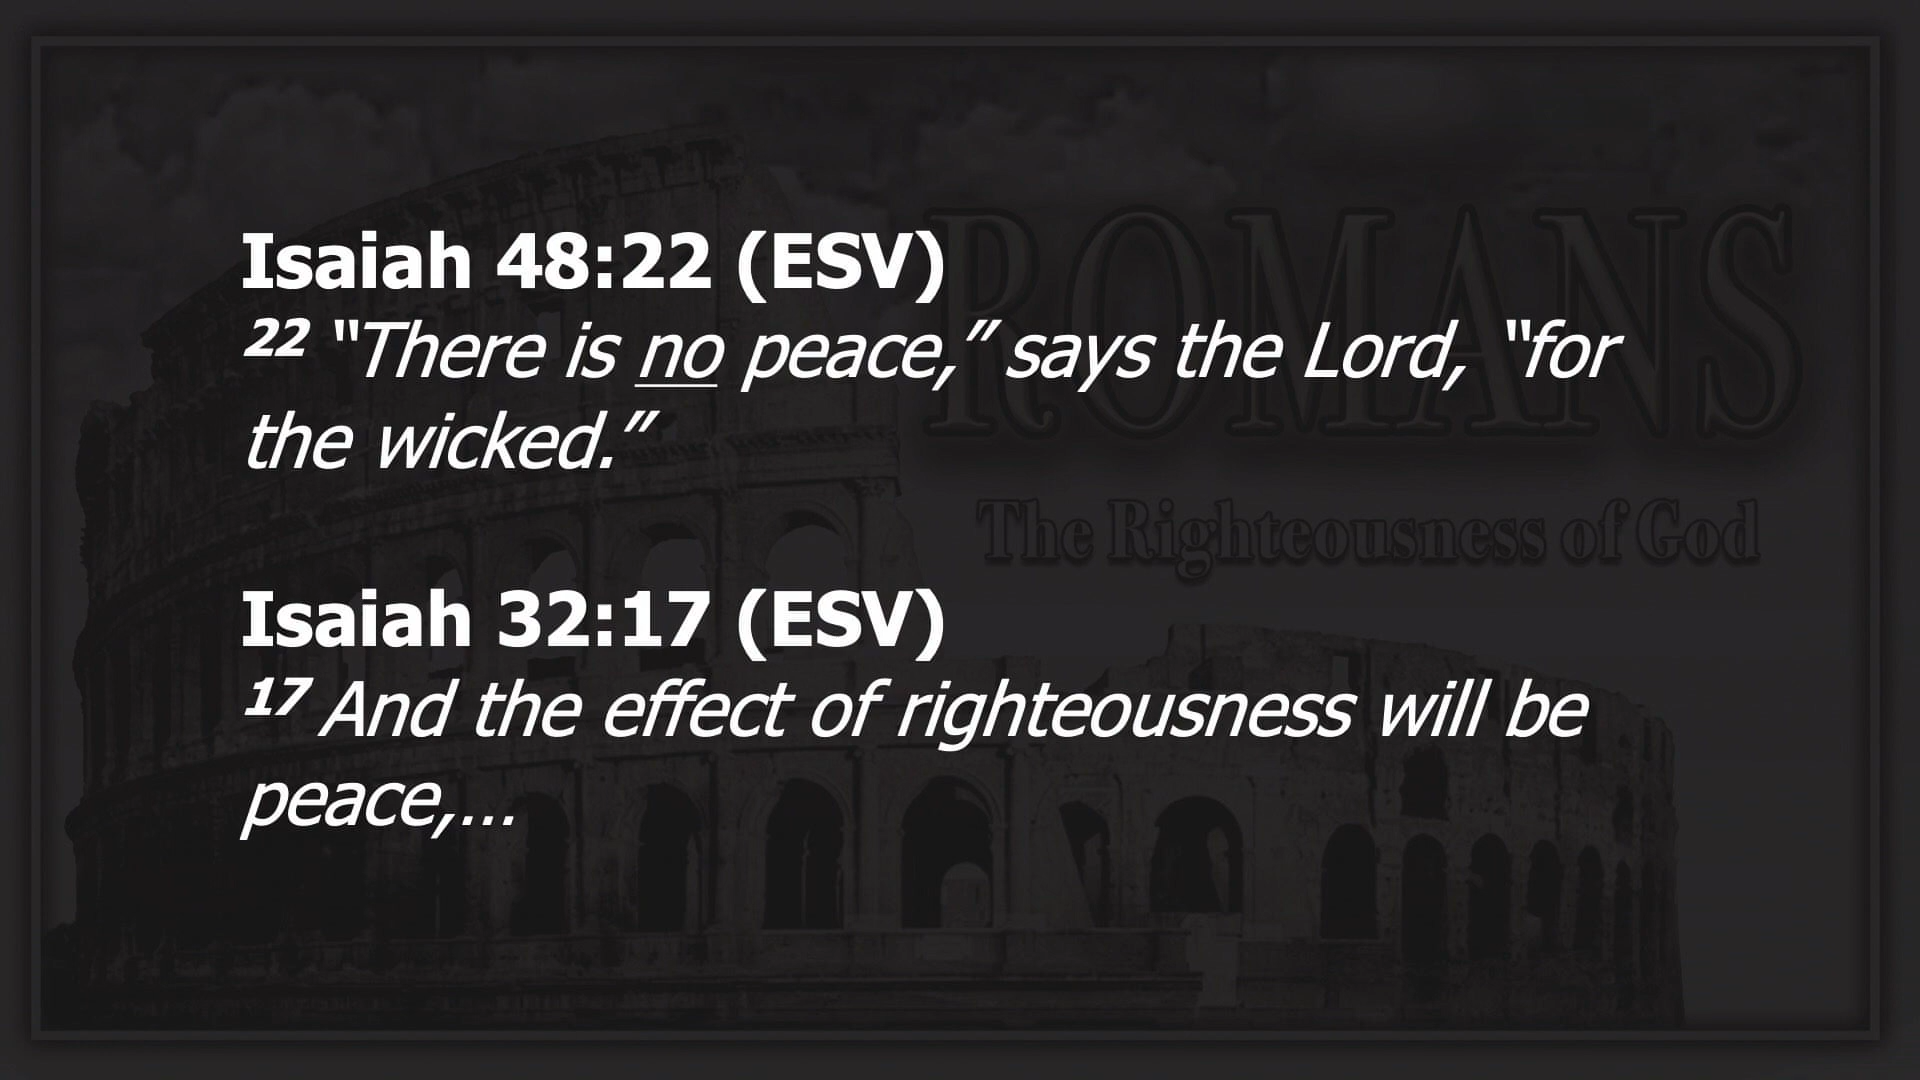 ROMANS
The Righteousness of God
Isaiah 48:22 (ESV)
22 “There is no peace,” says the Lord, “for
the wicked.”
Isaiah 32:17 (ESV)
17 And the effect of righteousness will be
peace,…